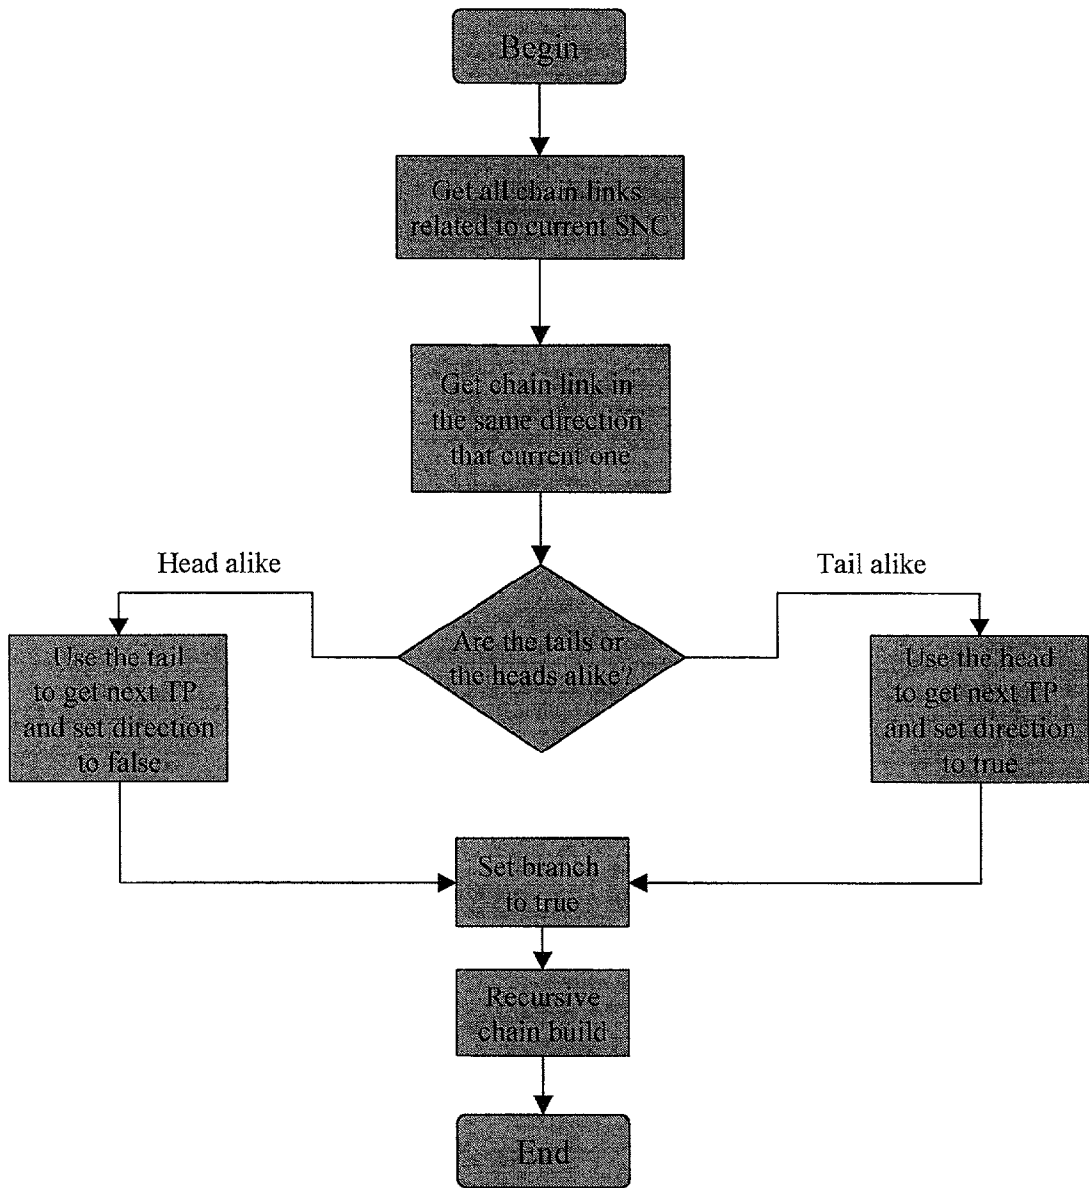 Begin
Get all chain links
related to current SNC
Get chain link in
the same direction
that current one
Head alike
Tail alike
Are the tails or
the heads alike?
Use the tail
to get next TP
and set direction
to false
Use the head
to get next TP
and set direction
to true
Set branch
to true
Recursive
chain build
End